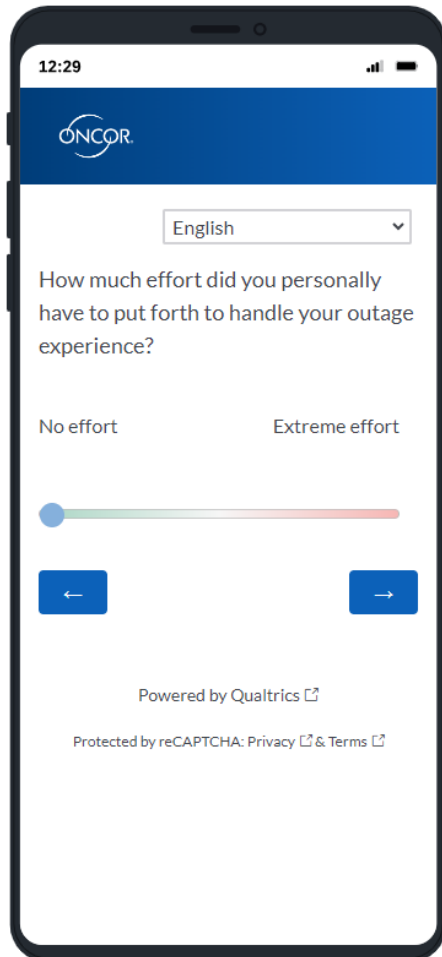 12:29
ONCOR.
English
How much effort did you personally
have to put forth to handle your outage
experience?
No effort Extreme effort
← →
Powered by Qualtrics
Protected by reCAPTCHA: Privacy & Terms